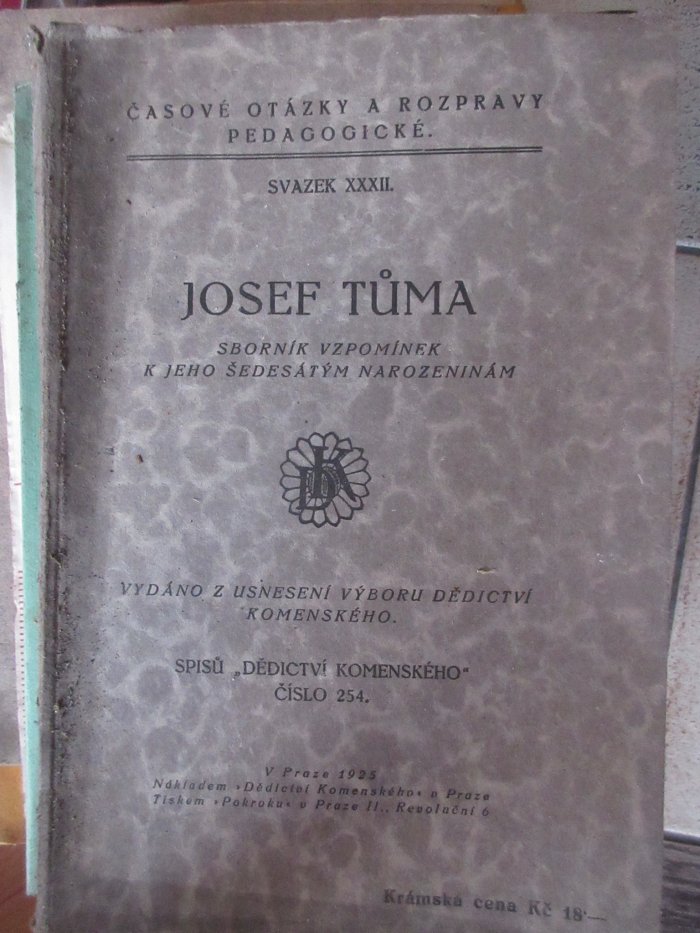 ČASOVÉ OTÁZKY A ROZPRAVY
PEDAGOGICKÉ.
SVAZEK XXXII.
JOSEF TŮMA
SBORNÍK VZPOMÍNEK
K JEHO ŠEDESÁTÝM NAROZENINÁM
DK
VYDÁNO Z USNESENÍ VÝBORU DĚDICTVÍ
KOMENSKÉHO.
SPISŮ „DĚDICTVÍ KOMENSKÉHO“
ČÍSLO 254.
V Praze 1925
Nákladem »Dědictví Komenského« v Praze
Tiskem »Pokroku« v Praze II., Revoluční 6
Krámská cena Kč 18·—